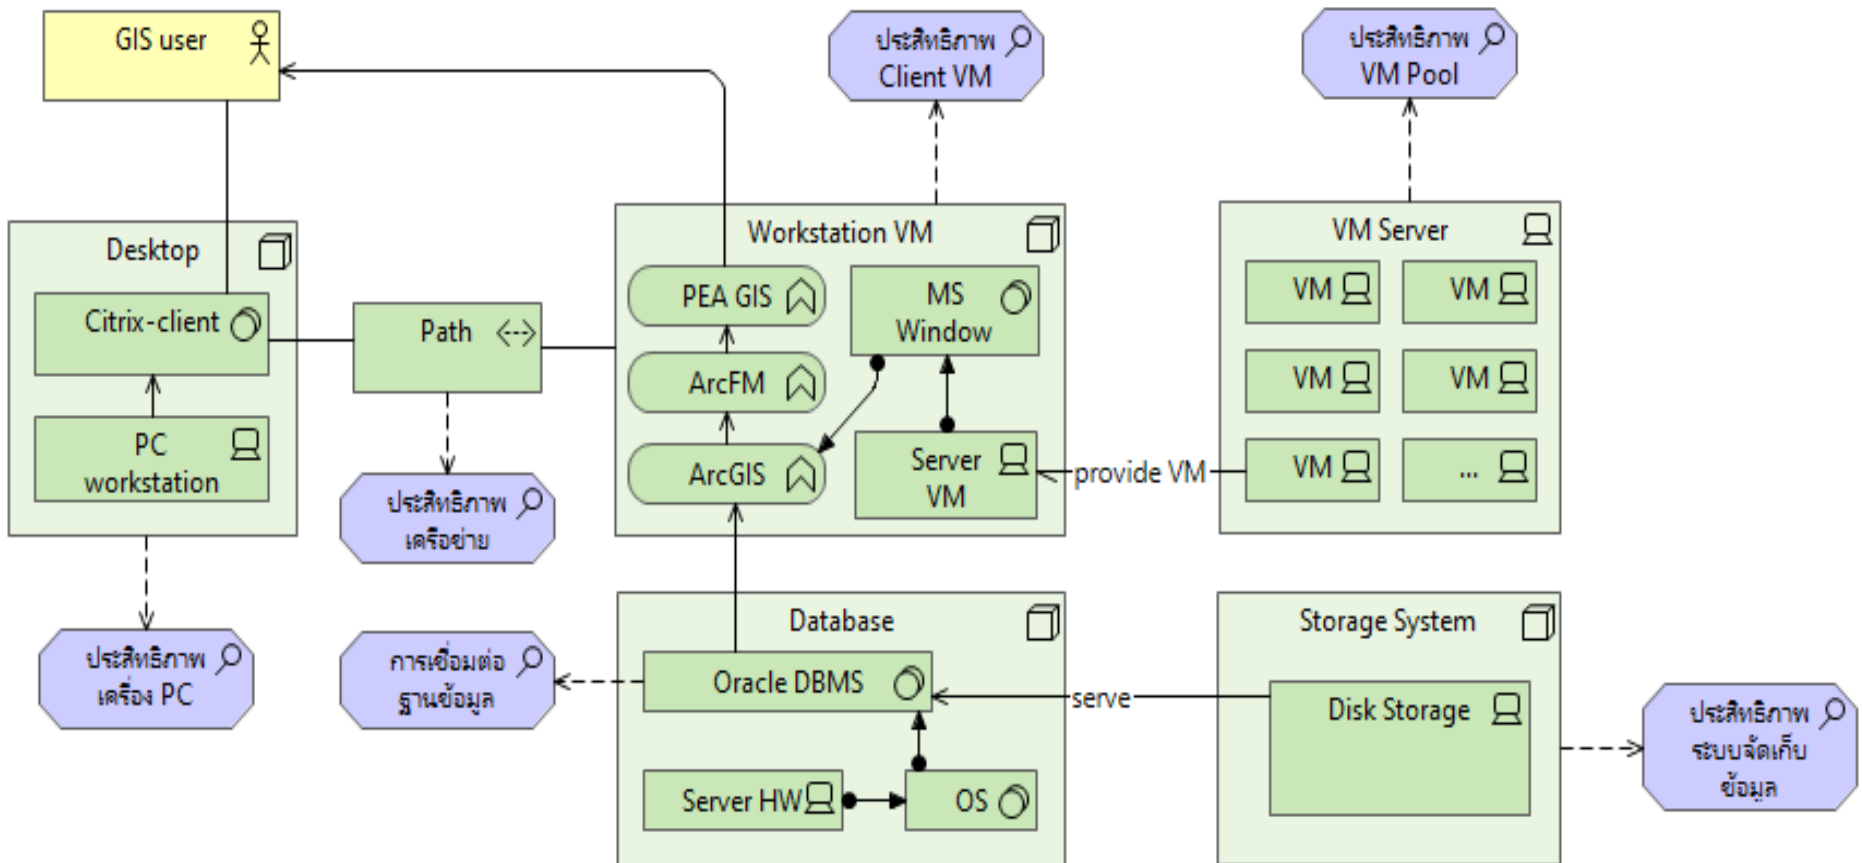 GIS user
ประสิทธิภาพ
Client VM
ประสิทธิภาพ
VM Pool
Desktop
Citrix-client
PC
workstation
Path
Workstation VM
PEA GIS
ArcFM
ArcGIS
MS
Window
Server
VM
provide VM
VM Server
VM
VM
VM
VM
VM
...
ประสิทธิภาพ
เครือข่าย
ประสิทธิภาพ
เครื่อง PC
การเชื่อมต่อ
ฐานข้อมูล
Database
Oracle DBMS
Server HW
OS
serve
Storage System
Disk Storage
ประสิทธิภาพ
ระบบจัดเก็บ
ข้อมูล